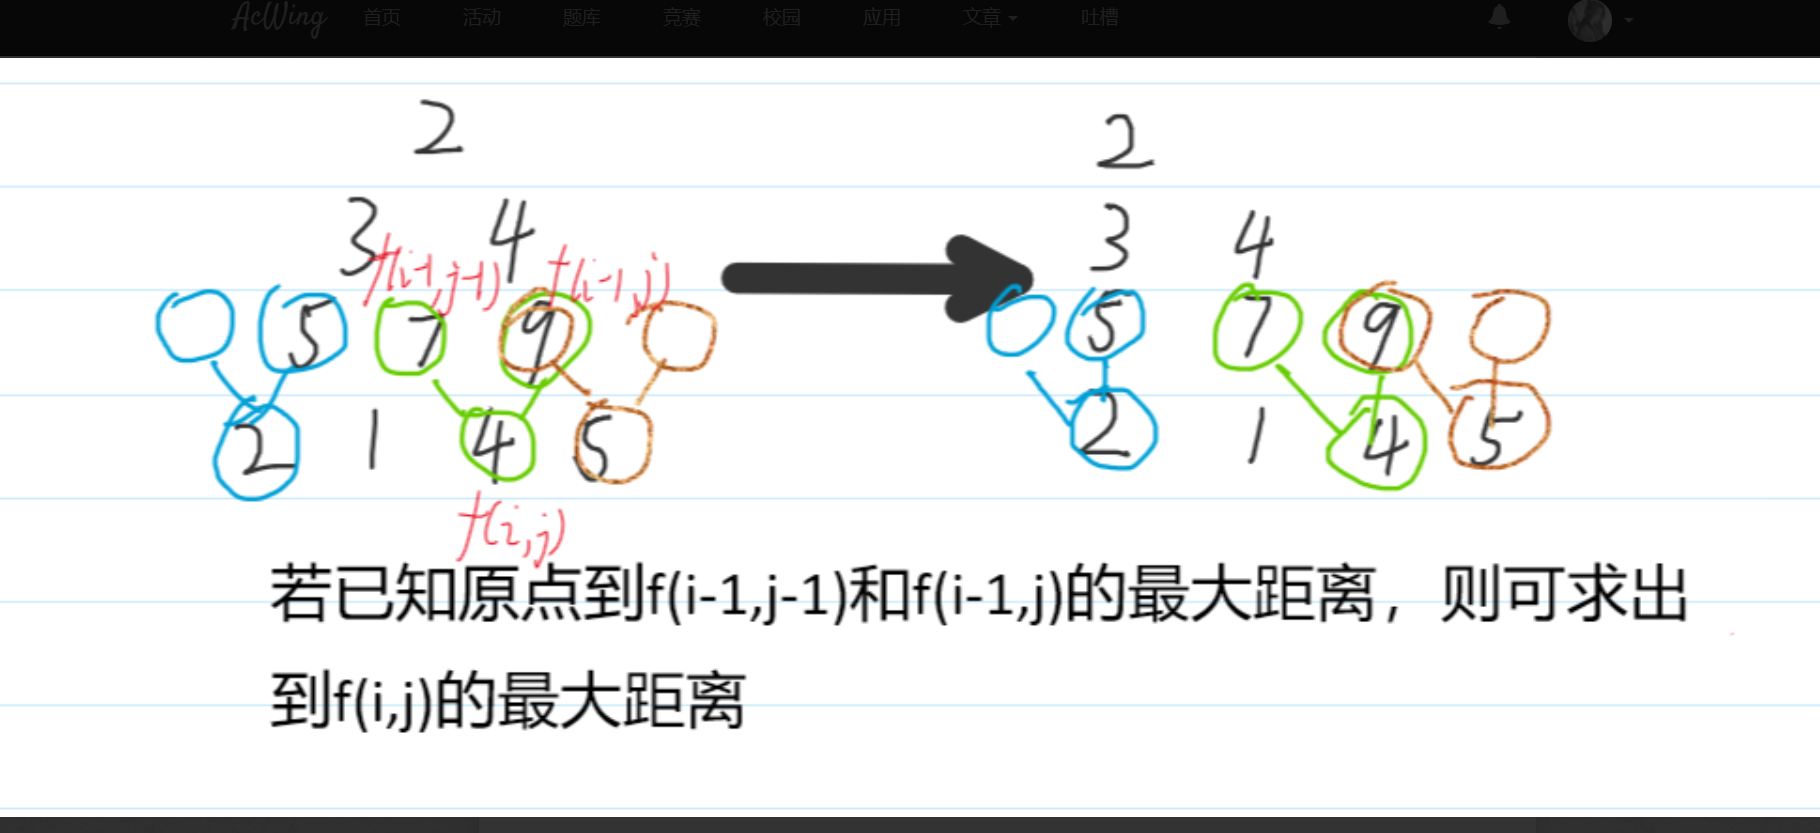 AcWing 首页 活动 题库 竞赛 校园 应用 文章 吐槽
2 2
3 4 3 4
f(i-1,j-1) f(i-1,j)
5 7 9 5 7 9
2 1 4 5 2 1 4 5
f(i,j)
若已知原点到f(i-1,j-1)和f(i-1,j)的最大距离，则可求出
到f(i,j)的最大距离